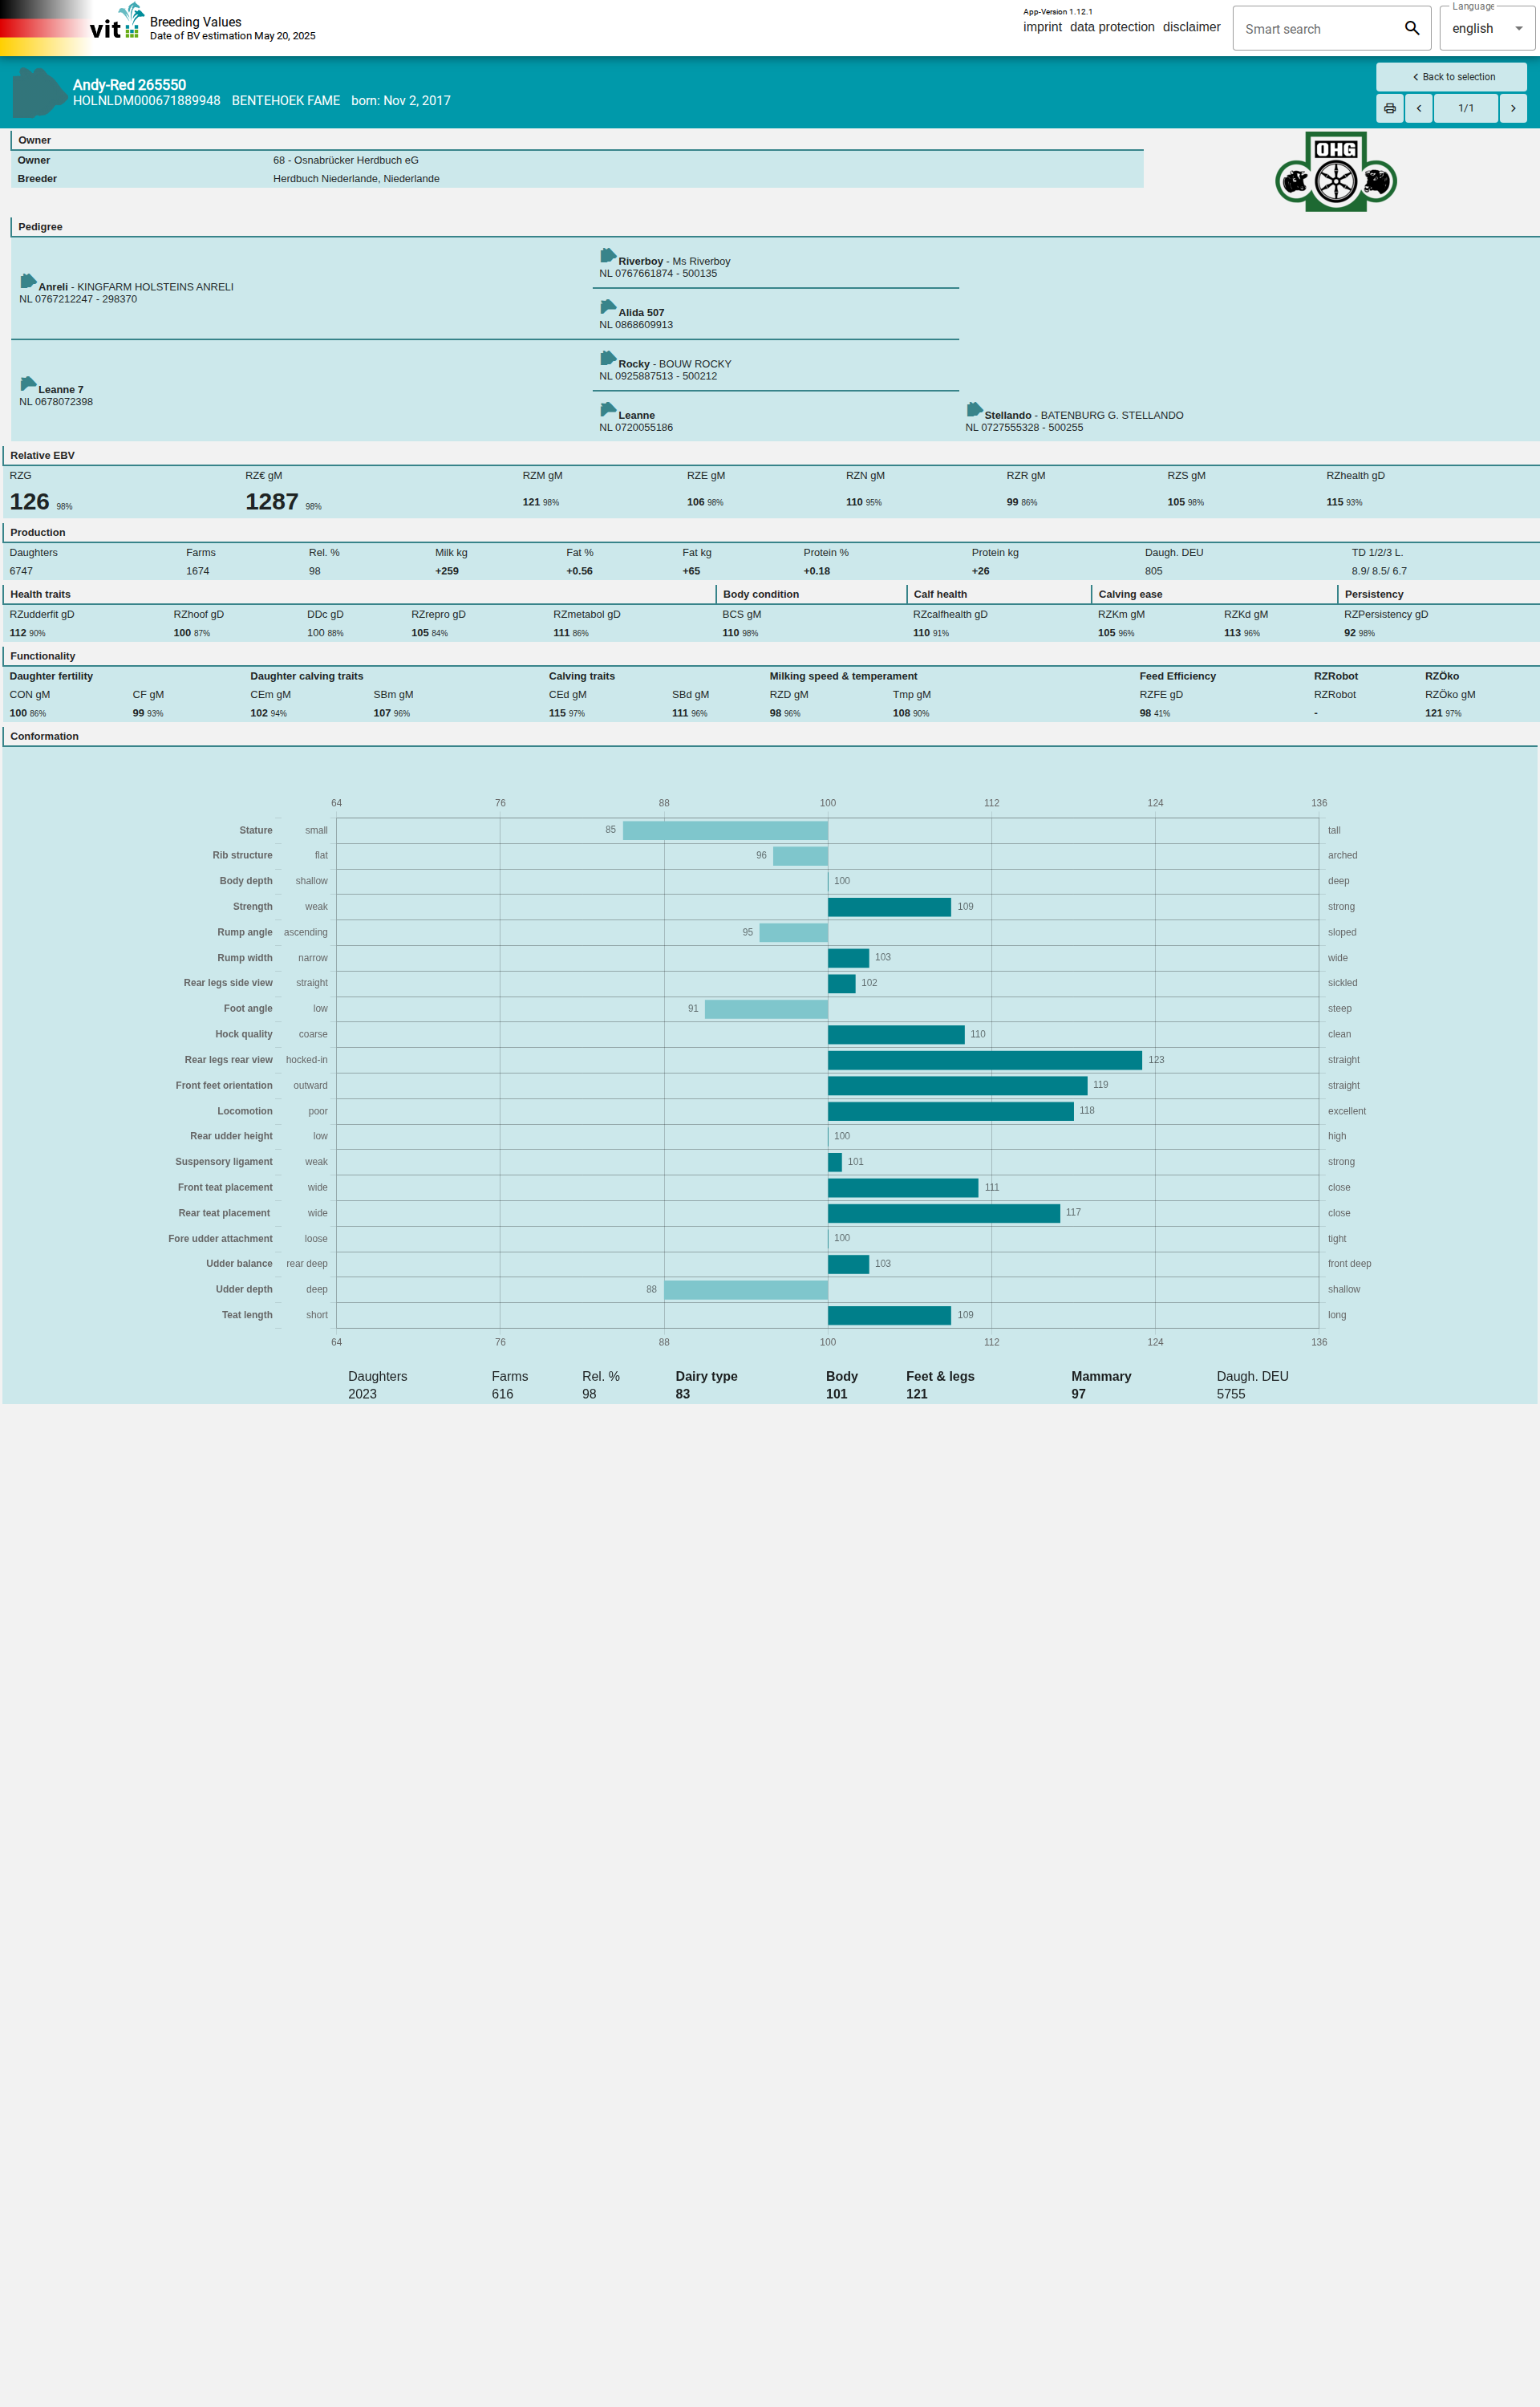 vit
Breeding Values
Date of BV estimation May 20, 2025
App-Version 1.12.1
imprint data protection disclaimer
Smart search
Language
english
Andy-Red 265550
HOLNLDM000671889948 BENTEHOEK FAME born: Nov 2, 2017
Back to selection
1/1
Owner
Owner 68 - Osnabrücker Herdbuch eG
Breeder Herdbuch Niederlande, Niederlande
OHG
Pedigree
Anreli - KINGFARM HOLSTEINS ANRELI
NL 0767212247 - 298370
Riverboy - Ms Riverboy
NL 0767661874 - 500135
Alida 507
NL 0868609913
Leanne 7
NL 0678072398
Rocky - BOUW ROCKY
NL 0925887513 - 500212
Leanne
NL 0720055186
Stellando - BATENBURG G. STELLANDO
NL 0727555328 - 500255
Relative EBV
RZG RZ€ gM RZM gM RZE gM RZN gM RZR gM RZS gM RZhealth gD
126 98% 1287 98% 121 98% 106 98% 110 95% 99 86% 105 98% 115 93%
Production
Daughters Farms Rel. % Milk kg Fat % Fat kg Protein % Protein kg Daugh. DEU TD 1/2/3 L.
6747 1674 98 +259 +0.56 +65 +0.18 +26 805 8.9/ 8.5/ 6.7
Health traits Body condition Calf health Calving ease Persistency
RZudderfit gD RZhoof gD DDc gD RZrepro gD RZmetabol gD BCS gM RZcalfhealth gD RZKm gM RZKd gM RZPersistency gD
112 90% 100 87% 100 88% 105 84% 111 86% 110 98% 110 91% 105 96% 113 96% 92 98%
Functionality
Daughter fertility Daughter calving traits Calving traits Milking speed & temperament Feed Efficiency RZRobot RZÖko
CON gM CF gM CEm gM SBm gM CEd gM SBd gM RZD gM Tmp gM RZFE gD RZRobot RZÖko gM
100 86% 99 93% 102 94% 107 96% 115 97% 111 96% 98 96% 108 90% 98 41% - 121 97%
Conformation
64 76 88 100 112 124 136
Stature small 85 tall
Rib structure flat 96 arched
Body depth shallow 100 deep
Strength weak 109 strong
Rump angle ascending 95 sloped
Rump width narrow 103 wide
Rear legs side view straight 102 sickled
Foot angle low 91 steep
Hock quality coarse 110 clean
Rear legs rear view hocked-in 123 straight
Front feet orientation outward 119 straight
Locomotion poor 118 excellent
Rear udder height low 100 high
Suspensory ligament weak 101 strong
Front teat placement wide 111 close
Rear teat placement wide 117 close
Fore udder attachment loose 100 tight
Udder balance rear deep 103 front deep
Udder depth deep 88 shallow
Teat length short 109 long
64 76 88 100 112 124 136
Daughters Farms Rel. % Dairy type Body Feet & legs Mammary Daugh. DEU
2023 616 98 83 101 121 97 5755